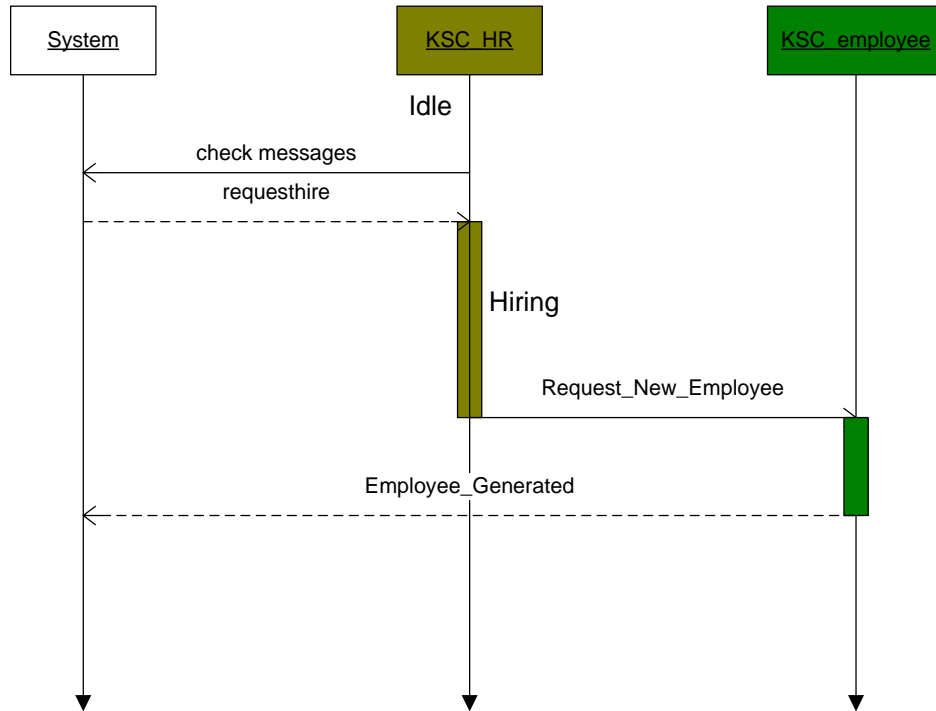 System
KSC_HR
KSC_employee
Idle
check messages
requesthire
Hiring
Request_New_Employee
Employee_Generated